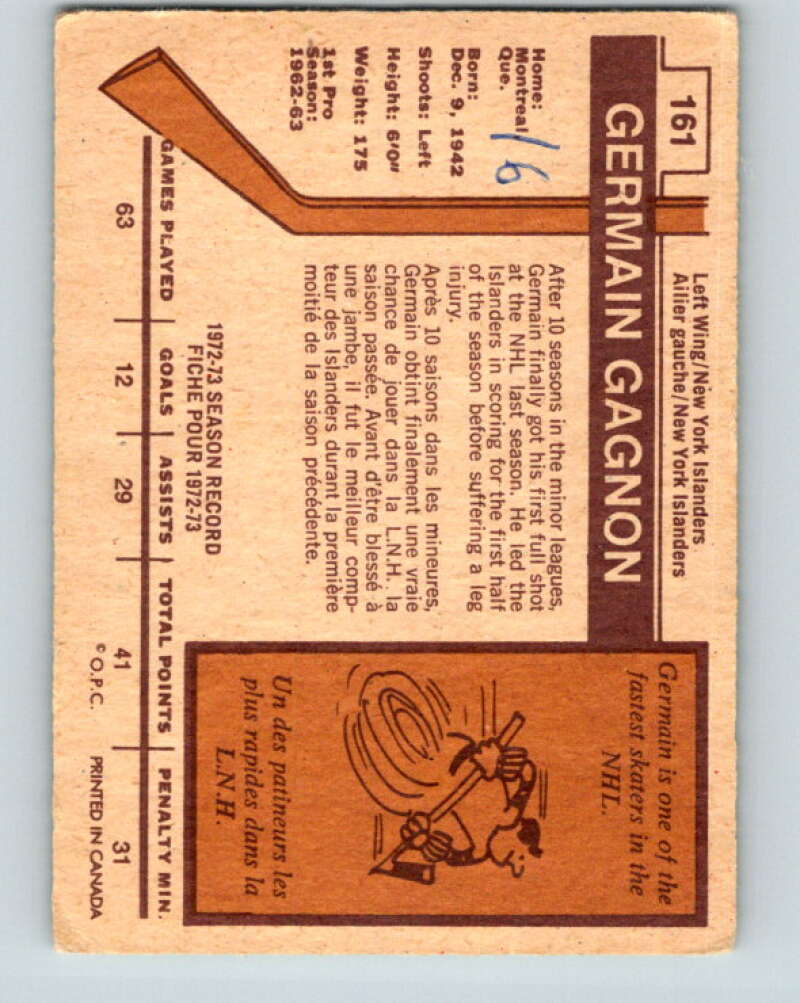 161
Left Wing/New York Islanders
Ailier gauche/New York Islanders
GERMAIN GAGNON
Home:
Montreal
Que.
16
Born:
Dec. 9, 1942
Shoots: Left
Height: 6'0"
Weight: 175
1st Pro
Season:
1962-63
After 10 seasons in the minor leagues,
Germain finally got his first full shot
at the NHL last season. He led the
Islanders in scoring for the first half
of the season before suffering a leg
injury.
Après 10 saisons dans les mineures,
Germain obtint finalement une vraie
chance de jouer dans la L.N.H. la
saison passée. Avant d'être blessé à
une jambe, il fut le meilleur comp-
teur des Islanders durant la première
moitié de la saison précédente.
Germain is one of the
fastest skaters in the
NHL.
Un des patineurs les
plus rapides dans la
L.N.H.
1972-73 SEASON RECORD
FICHE POUR 1972-73
GAMES PLAYED | GOALS | ASSISTS | TOTAL POINTS | PENALTY MIN.
63 12 29 41 31
© O.P.C. PRINTED IN CANADA